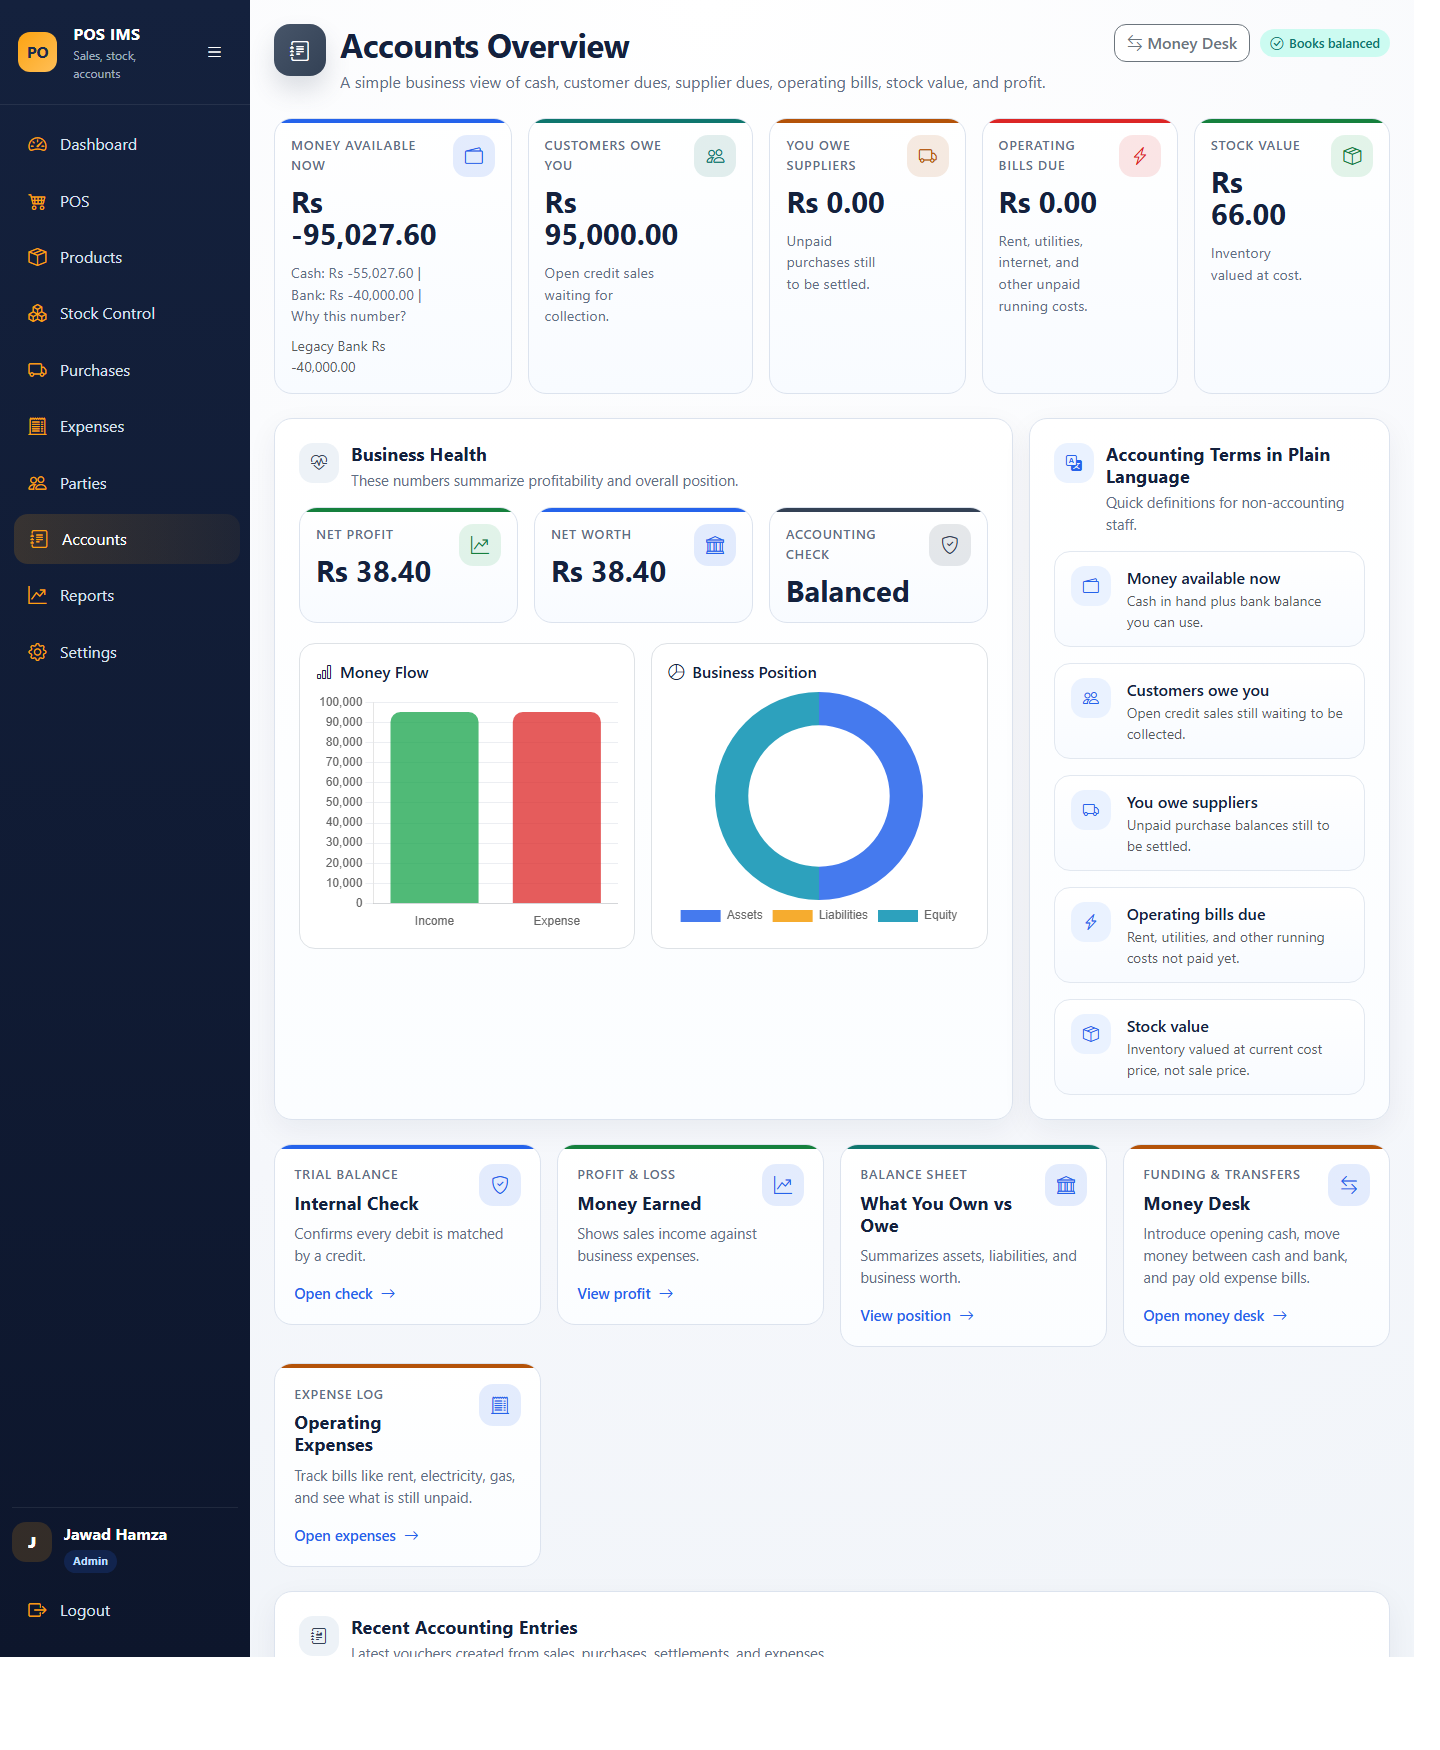 PO
POS IMS
Sales, stock,
accounts
Dashboard
POS
Products
Stock Control
Purchases
Expenses
Parties
Accounts
Reports
Settings
J
Jawad Hamza
Admin
Logout
Accounts Overview
A simple business view of cash, customer dues, supplier dues, operating bills, stock value, and profit.
Money Desk
Books balanced
MONEY AVAILABLE
NOW
Rs
-95,027.60
Cash: Rs -55,027.60 |
Bank: Rs -40,000.00 |
Why this number?
Legacy Bank Rs
-40,000.00
CUSTOMERS OWE
YOU
Rs
95,000.00
Open credit sales
waiting for
collection.
YOU OWE
SUPPLIERS
Rs 0.00
Unpaid
purchases still
to be settled.
OPERATING
BILLS DUE
Rs 0.00
Rent, utilities,
internet, and
other unpaid
running costs.
STOCK VALUE
Rs
66.00
Inventory
valued at cost.
Business Health
These numbers summarize profitability and overall position.
NET PROFIT
Rs 38.40
NET WORTH
Rs 38.40
ACCOUNTING
CHECK
Balanced
Money Flow
100,000
90,000
80,000
70,000
60,000
50,000
40,000
30,000
20,000
10,000
0
Income
Expense
Business Position
Assets
Liabilities
Equity
Accounting Terms in Plain
Language
Quick definitions for non-accounting
staff.
Money available now
Cash in hand plus bank balance
you can use.
Customers owe you
Open credit sales still waiting to be
collected.
You owe suppliers
Unpaid purchase balances still to
be settled.
Operating bills due
Rent, utilities, and other running
costs not paid yet.
Stock value
Inventory valued at current cost
price, not sale price.
TRIAL BALANCE
Internal Check
Confirms every debit is matched
by a credit.
Open check →
PROFIT & LOSS
Money Earned
Shows sales income against
business expenses.
View profit →
BALANCE SHEET
What You Own vs
Owe
Summarizes assets, liabilities, and
business worth.
View position →
FUNDING & TRANSFERS
Money Desk
Introduce opening cash, move
money between cash and bank,
and pay old expense bills.
Open money desk →
EXPENSE LOG
Operating
Expenses
Track bills like rent, electricity, gas,
and see what is still unpaid.
Open expenses →
Recent Accounting Entries
Latest vouchers created from sales, purchases, settlements, and expenses